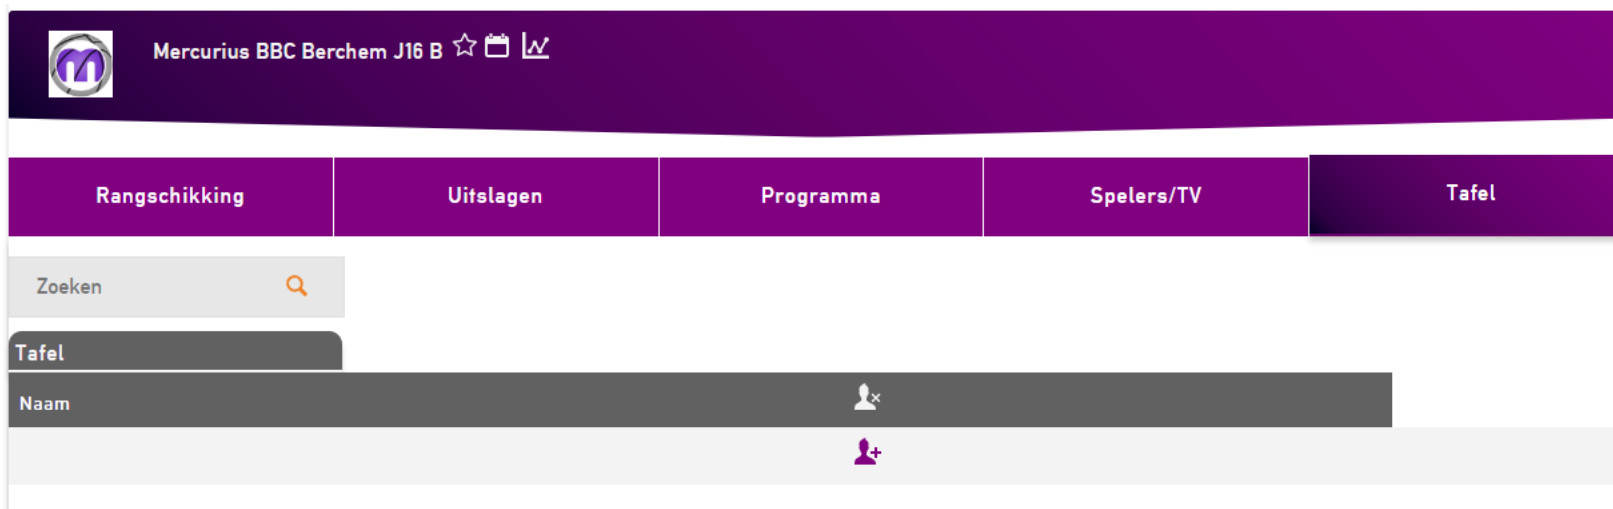 Mercurius BBC Berchem J16 B
Rangschikking
Uitslagen
Programma
Spelers/TV
Tafel
Zoeken
Tafel
Naam